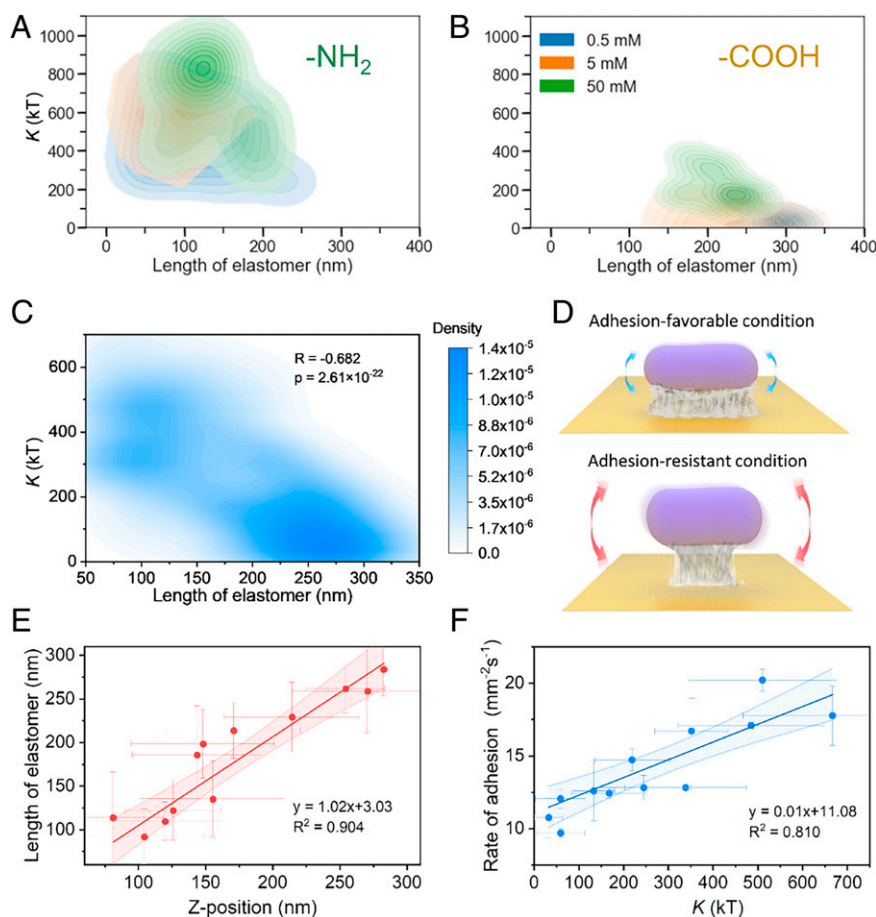 A
-NH₂
1000
800
600
400
200
0
K (kT)
0 100 200 300 400
Length of elastomer (nm)
B
-COOH
0.5 mM
5 mM
50 mM
1000
800
600
400
200
0
0 100 200 300 400
Length of elastomer (nm)
C
R = -0.682
p = 2.61×10⁻²²
600
400
200
0
K (kT)
50 100 150 200 250 300 350
Length of elastomer (nm)
Density
1.4x10⁻⁵
1.2x10⁻⁵
1.0x10⁻⁵
8.8x10⁻⁶
7.0x10⁻⁶
5.2x10⁻⁶
3.5x10⁻⁶
1.7x10⁻⁶
0.0
D
Adhesion-favorable condition
Adhesion-resistant condition
E
300
250
200
150
100
Length of elastomer (nm)
y = 1.02x+3.03
R² = 0.904
100 150 200 250 300
Z-position (nm)
F
20
15
10
Rate of adhesion (mm⁻²s⁻¹)
y = 0.01x+11.08
R² = 0.810
0 100 200 300 400 500 600 700
K (kT)